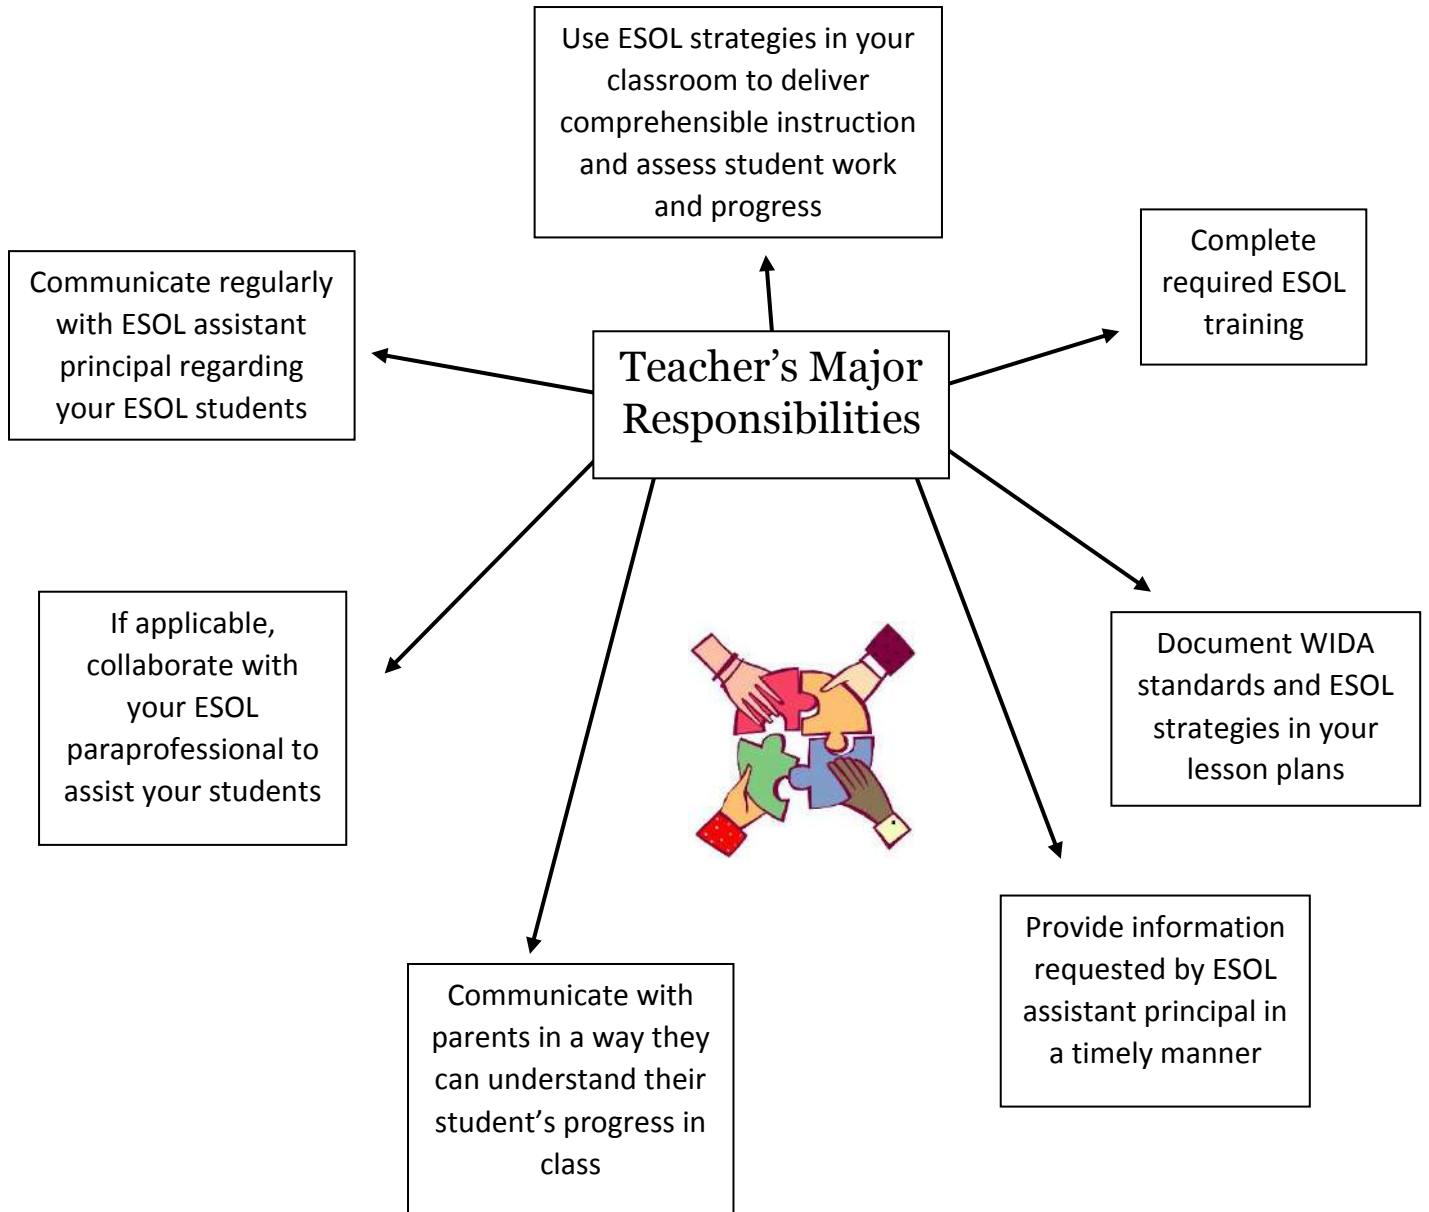 Use ESOL strategies in your
classroom to deliver
comprehensible instruction
and assess student work
and progress
Complete
required ESOL
training
Communicate regularly
with ESOL assistant
principal regarding
your ESOL students
Teacher’s Major
Responsibilities
If applicable,
collaborate with
your ESOL
paraprofessional to
assist your students
Document WIDA
standards and ESOL
strategies in your
lesson plans
Provide information
requested by ESOL
assistant principal in
a timely manner
Communicate with
parents in a way they
can understand their
student’s progress in
class